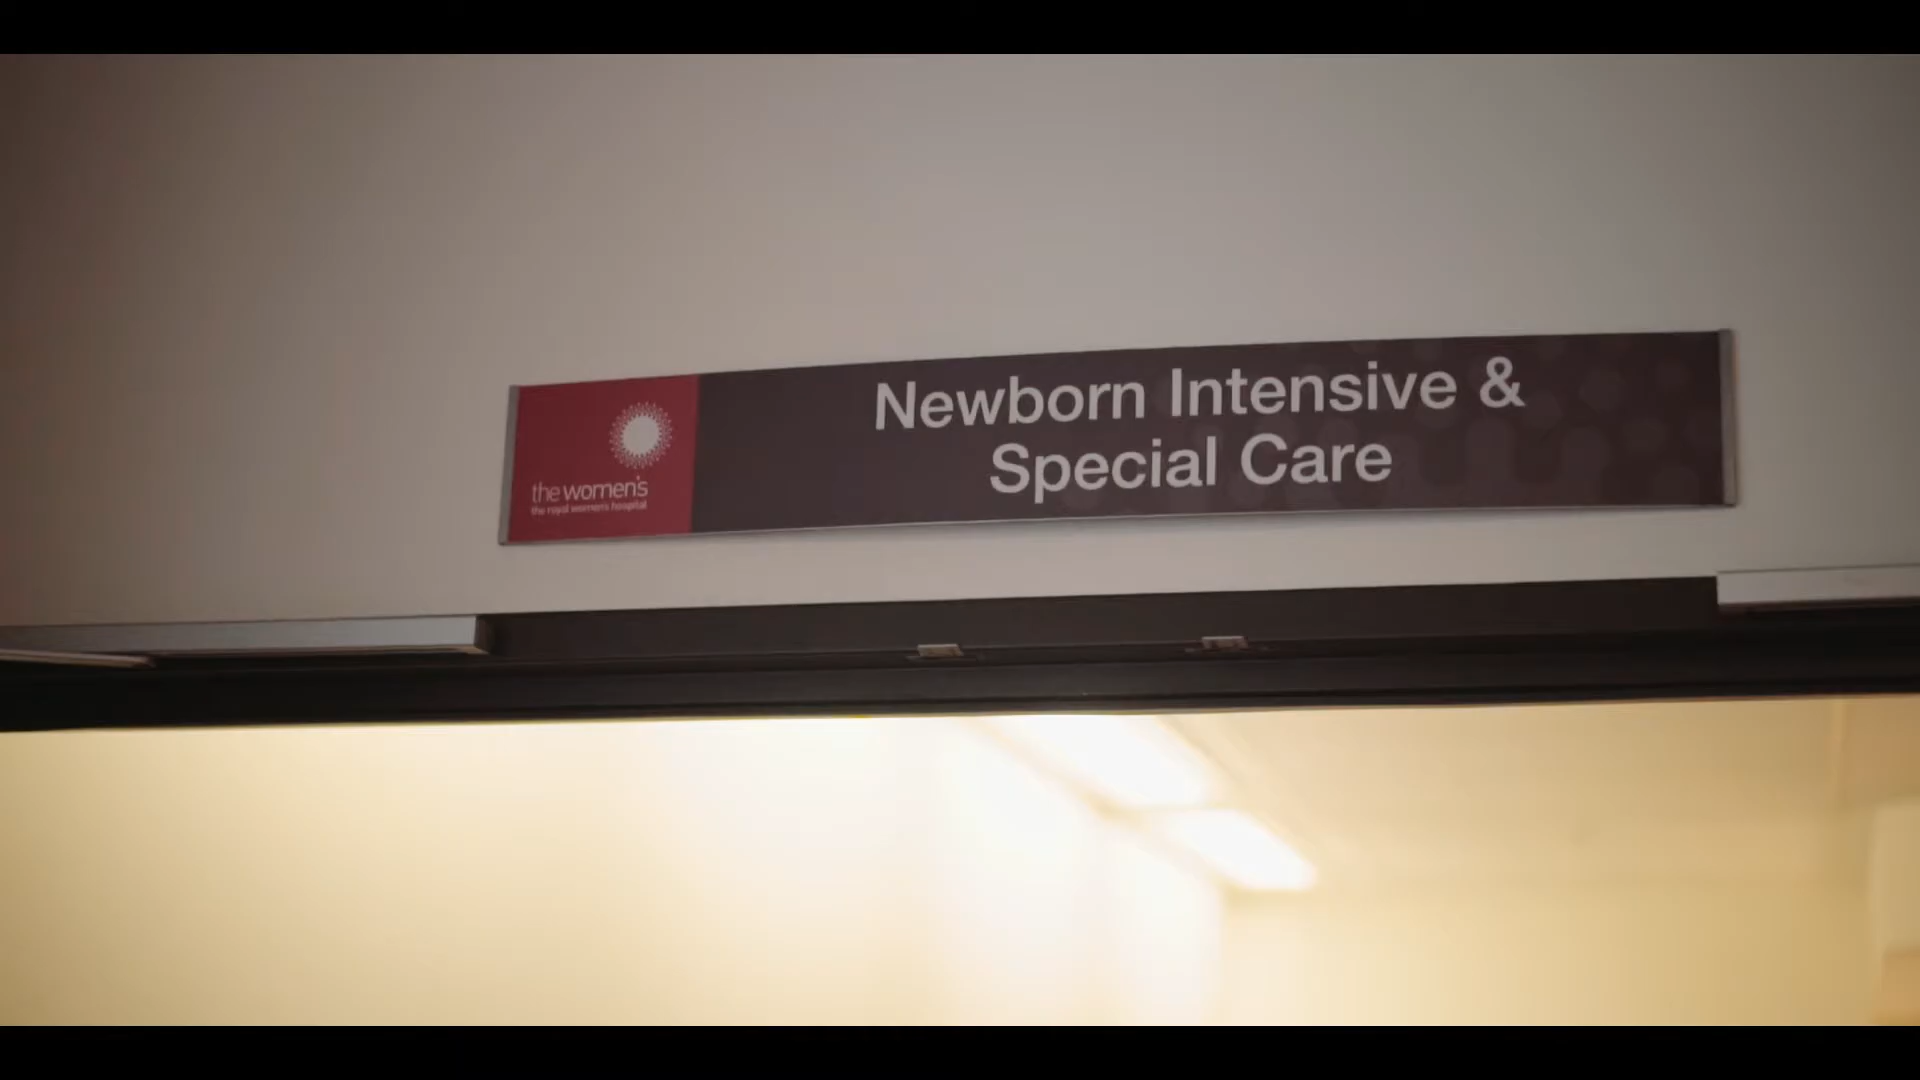 Newborn Intensive &
Special Care
the women's
the royal women's hospital